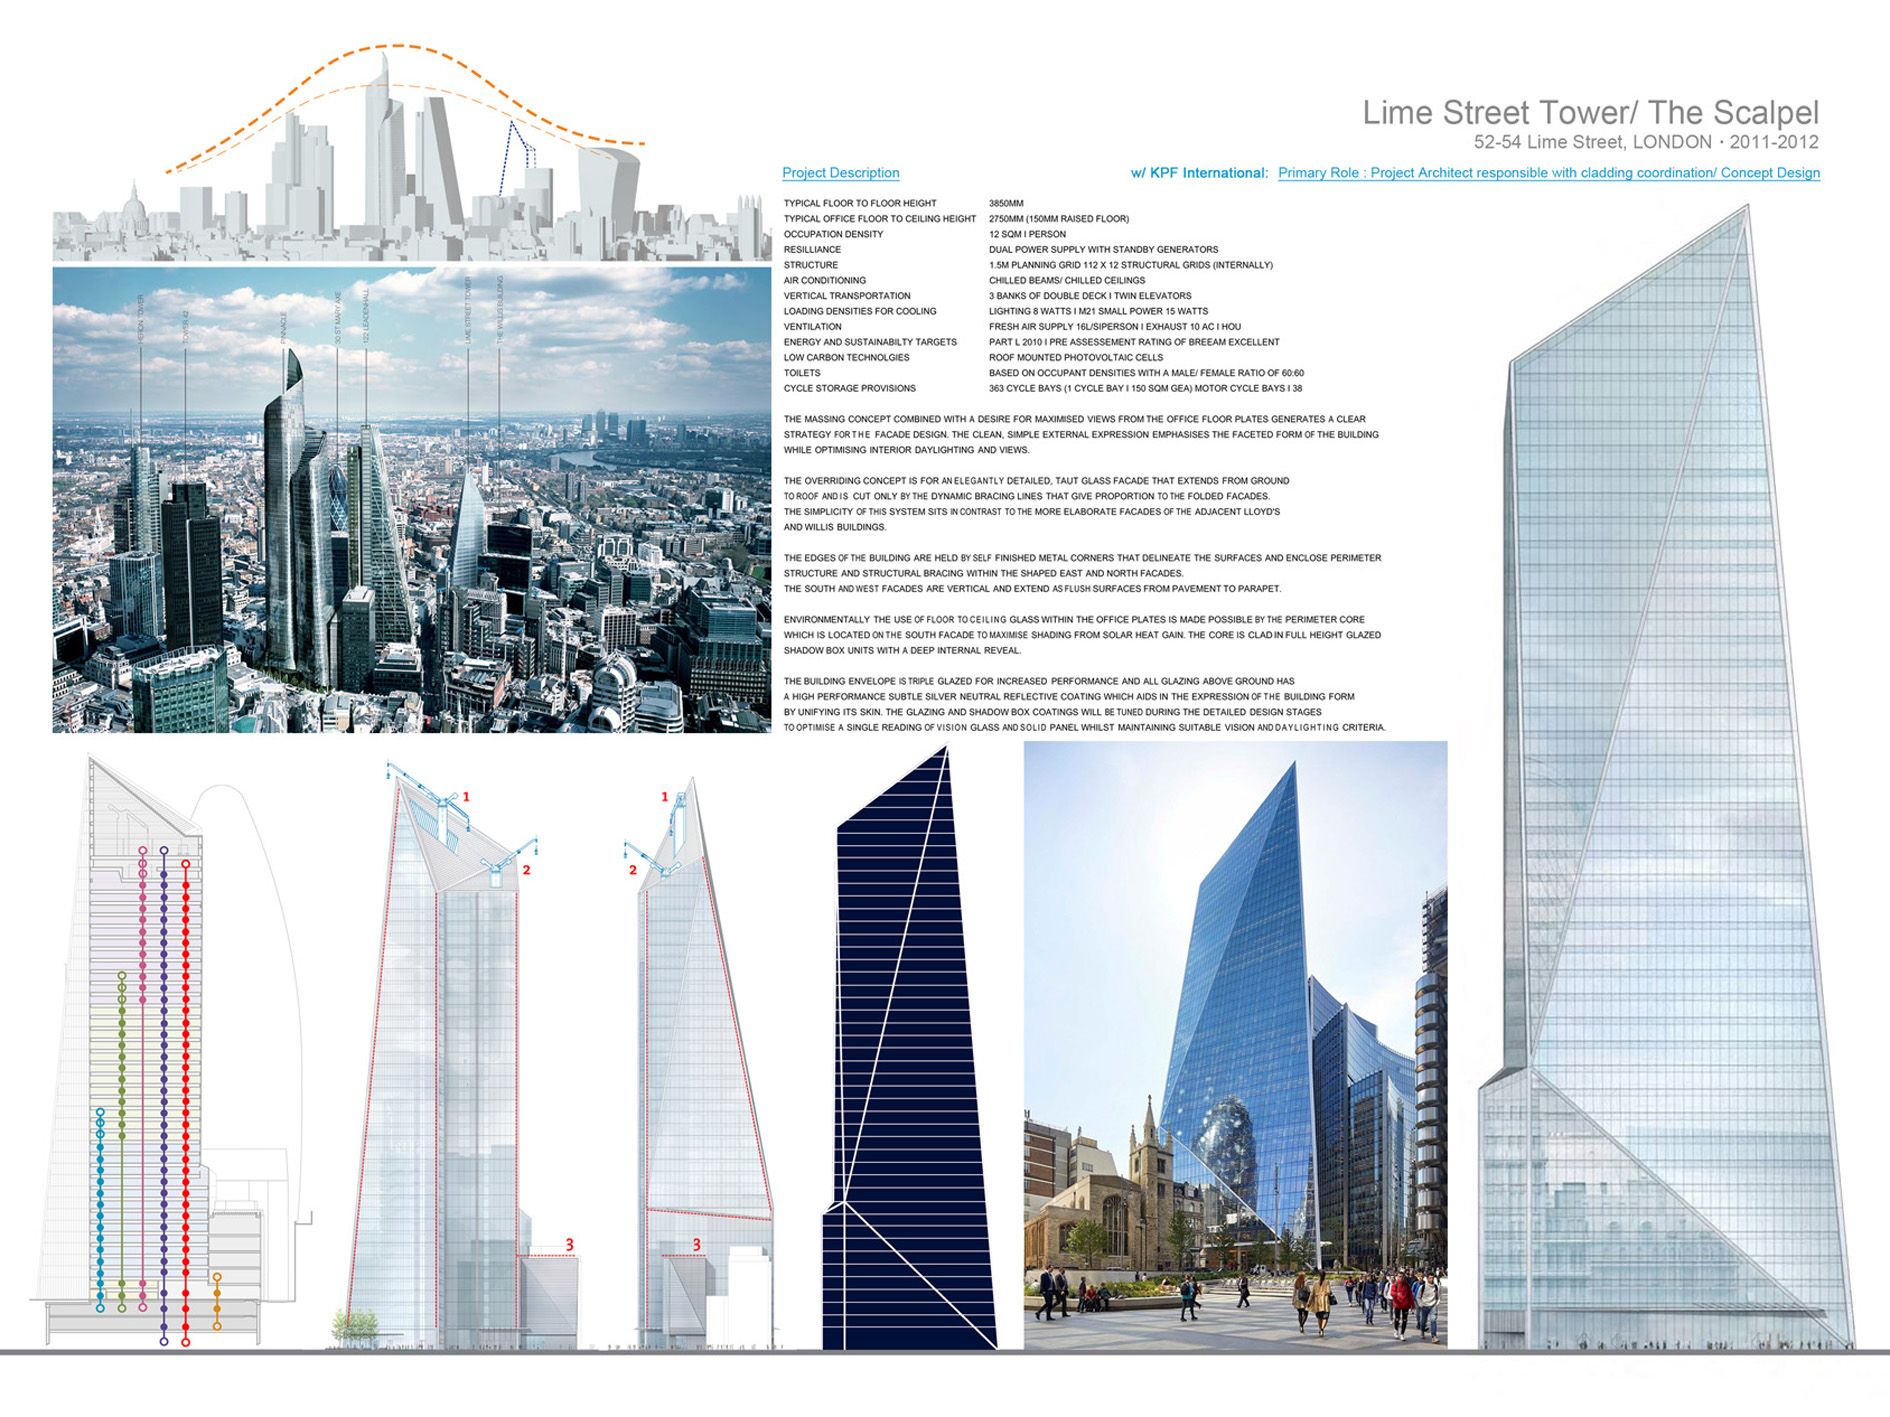 Lime Street Tower/ The Scalpel
52-54 Lime Street, LONDON · 2011-2012
Project Description
w/ KPF International: Primary Role : Project Architect responsible with cladding coordination/ Concept Design
TYPICAL FLOOR TO FLOOR HEIGHT 3850MM
TYPICAL OFFICE FLOOR TO CEILING HEIGHT 2750MM (150MM RAISED FLOOR)
OCCUPATION DENSITY 12 SQM I PERSON
RESILLIANCE DUAL POWER SUPPLY WITH STANDBY GENERATORS
STRUCTURE 1.5M PLANNING GRID 112 X 12 STRUCTURAL GRIDS (INTERNALLY)
AIR CONDITIONING CHILLED BEAMS/ CHILLED CEILINGS
VERTICAL TRANSPORTATION 3 BANKS OF DOUBLE DECK I TWIN ELEVATORS
LOADING DENSITIES FOR COOLING LIGHTING 8 WATTS I M21 SMALL POWER 15 WATTS
VENTILATION FRESH AIR SUPPLY 16L/SIPERSON I EXHAUST 10 AC I HOU
ENERGY AND SUSTAINABILTY TARGETS PART L 2010 I PRE ASSESSEMENT RATING OF BREEAM EXCELLENT
LOW CARBON TECHNOLGIES ROOF MOUNTED PHOTOVOLTAIC CELLS
TOILETS BASED ON OCCUPANT DENSITIES WITH A MALE/ FEMALE RATIO OF 60:60
CYCLE STORAGE PROVISIONS 363 CYCLE BAYS (1 CYCLE BAY I 150 SQM GEA) MOTOR CYCLE BAYS I 38
THE MASSING CONCEPT COMBINED WITH A DESIRE FOR MAXIMISED VIEWS FROM THE OFFICE FLOOR PLATES GENERATES A CLEAR
STRATEGY FOR THE FACADE DESIGN. THE CLEAN, SIMPLE EXTERNAL EXPRESSION EMPHASISES THE FACETED FORM OF THE BUILDING
WHILE OPTIMISING INTERIOR DAYLIGHTING AND VIEWS.
THE OVERRIDING CONCEPT IS FOR AN ELEGANTLY DETAILED, TAUT GLASS FACADE THAT EXTENDS FROM GROUND
TO ROOF AND IS CUT ONLY BY THE DYNAMIC BRACING LINES THAT GIVE PROPORTION TO THE FOLDED FACADES.
THE SIMPLICITY OF THIS SYSTEM SITS IN CONTRAST TO THE MORE ELABORATE FACADES OF THE ADJACENT LLOYD'S
AND WILLIS BUILDINGS.
THE EDGES OF THE BUILDING ARE HELD BY SELF FINISHED METAL CORNERS THAT DELINEATE THE SURFACES AND ENCLOSE PERIMETER
STRUCTURE AND STRUCTURAL BRACING WITHIN THE SHAPED EAST AND NORTH FACADES.
THE SOUTH AND WEST FACADES ARE VERTICAL AND EXTEND AS FLUSH SURFACES FROM PAVEMENT TO PARAPET.
ENVIRONMENTALLY THE USE OF FLOOR TO CEILING GLASS WITHIN THE OFFICE PLATES IS MADE POSSIBLE BY THE PERIMETER CORE
WHICH IS LOCATED ON THE SOUTH FACADE TO MAXIMISE SHADING FROM SOLAR HEAT GAIN. THE CORE IS CLAD IN FULL HEIGHT GLAZED
SHADOW BOX UNITS WITH A DEEP INTERNAL REVEAL.
THE BUILDING ENVELOPE IS TRIPLE GLAZED FOR INCREASED PERFORMANCE AND ALL GLAZING ABOVE GROUND HAS
A HIGH PERFORMANCE SUBTLE SILVER NEUTRAL REFLECTIVE COATING WHICH AIDS IN THE EXPRESSION OF THE BUILDING FORM
BY UNIFYING ITS SKIN. THE GLAZING AND SHADOW BOX COATINGS WILL BE TUNED DURING THE DETAILED DESIGN STAGES
TO OPTIMISE A SINGLE READING OF VISION GLASS AND SOLID PANEL WHILST MAINTAINING SUITABLE VISION AND DAYLIGHTING CRITERIA.
HERON TOWER
TOWER 42
PINNACLE
30 ST MARY AXE
122 LEADENHALL
LIME STREET TOWER
THE WILLIS BUILDING
1
2
3
1
2
3